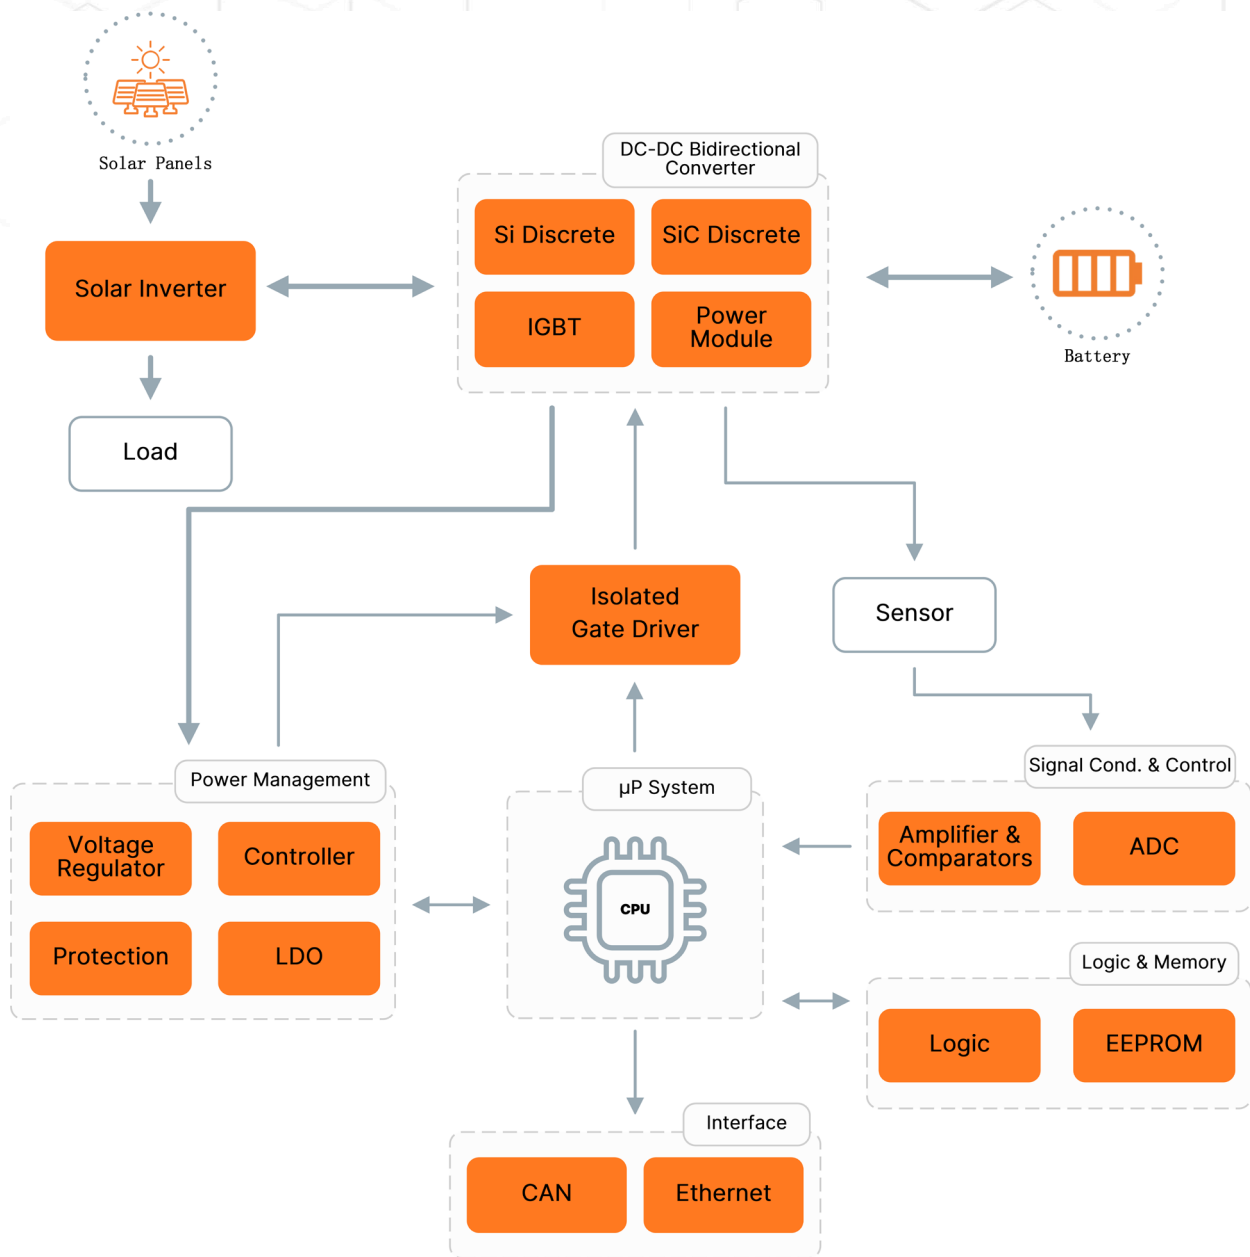 Solar Panels
DC-DC Bidirectional
Converter
Si Discrete
SiC Discrete
Solar Inverter
IGBT
Power
Module
Battery
Load
Isolated
Gate Driver
Sensor
Power Management
Voltage
Regulator
Controller
Protection
LDO
µP System
CPU
Signal Cond. & Control
Amplifier &
Comparators
ADC
Logic & Memory
Logic
EEPROM
Interface
CAN
Ethernet